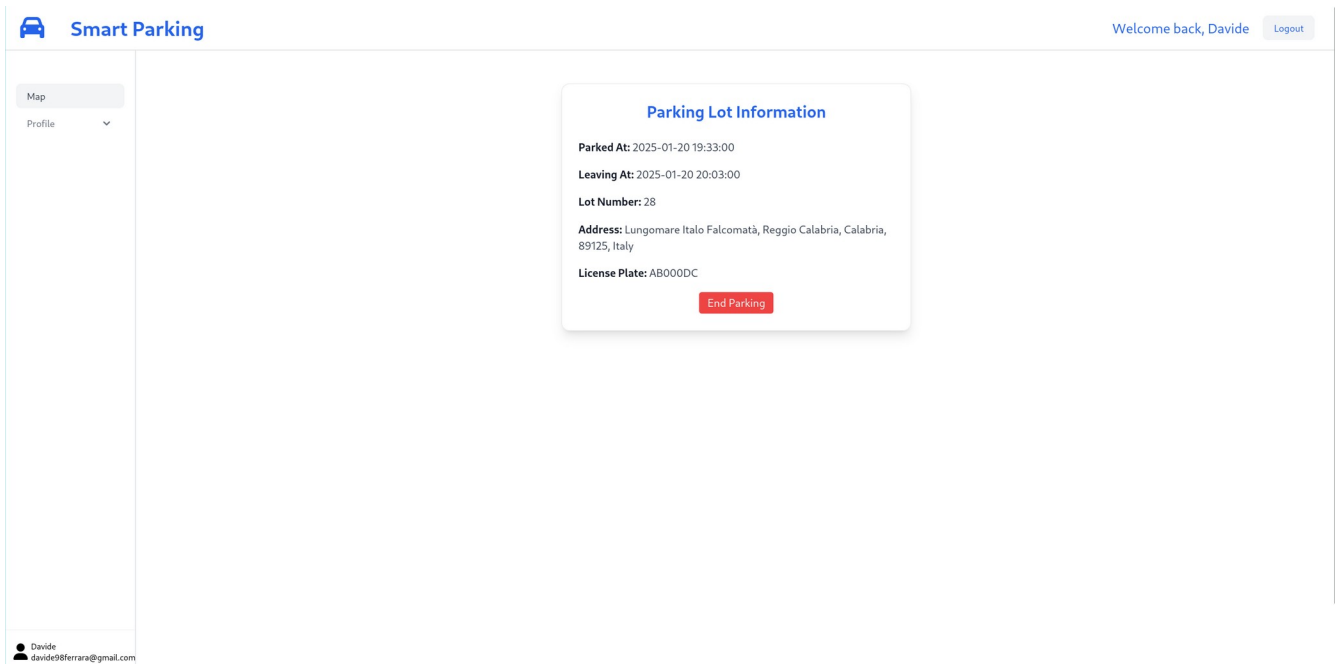 Smart Parking
Welcome back, Davide
Logout
Map
Profile
Parking Lot Information
Parked At: 2025-01-20 19:33:00
Leaving At: 2025-01-20 20:03:00
Lot Number: 28
Address: Lungomare Italo Falcomatà, Reggio Calabria, Calabria,
89125, Italy
License Plate: AB000DC
End Parking
Davide
davide98ferrara@gmail.com